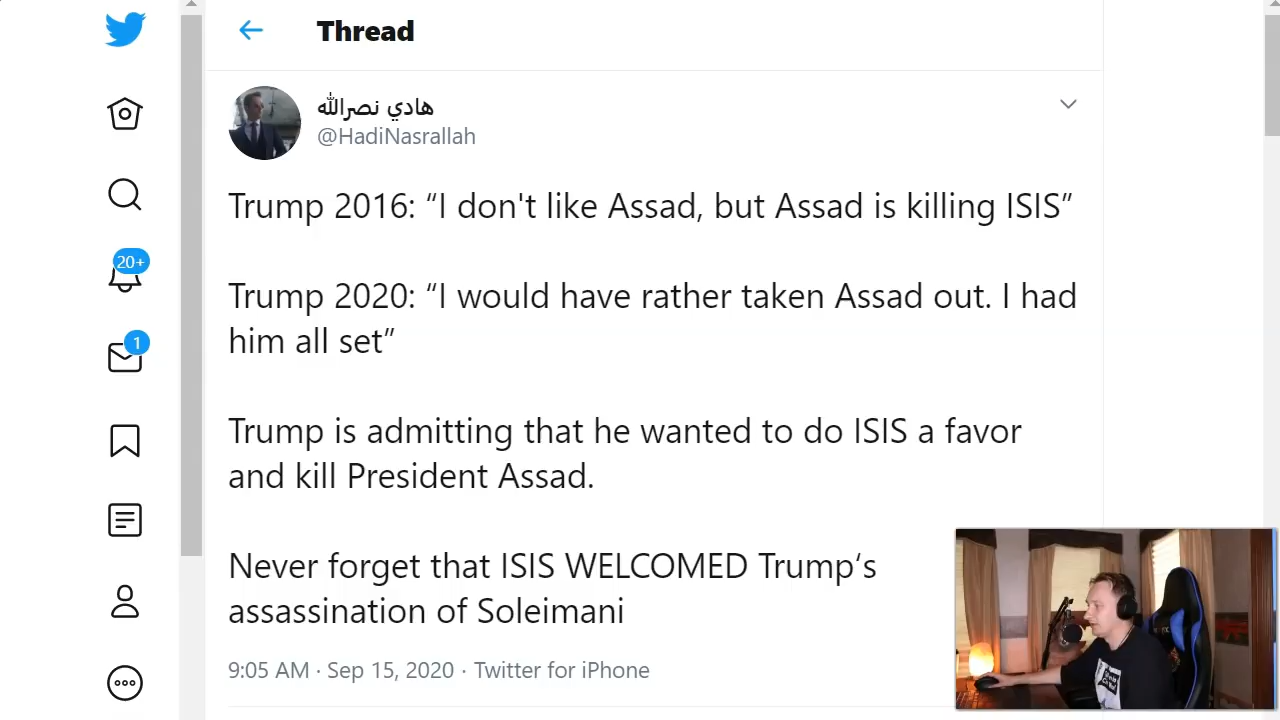 Thread
هادي نصرالله
@HadiNasrallah
Trump 2016: “I don't like Assad, but Assad is killing ISIS”
Trump 2020: “I would have rather taken Assad out. I had
him all set”
Trump is admitting that he wanted to do ISIS a favor
and kill President Assad.
Never forget that ISIS WELCOMED Trump‘s
assassination of Soleimani
9:05 AM · Sep 15, 2020 · Twitter for iPhone
20+
1